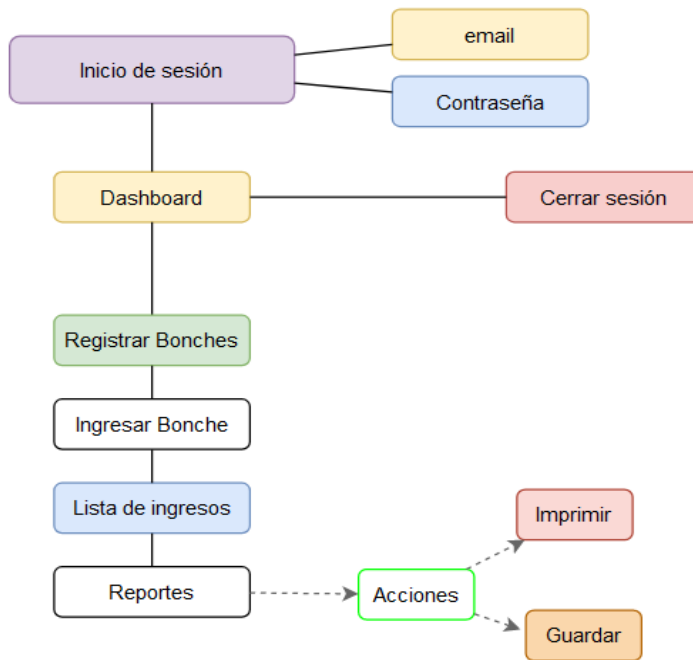 Inicio de sesión
email
Contraseña
Dashboard
Cerrar sesión
Registrar Bonches
Ingresar Bonche
Lista de ingresos
Reportes
Acciones
Imprimir
Guardar